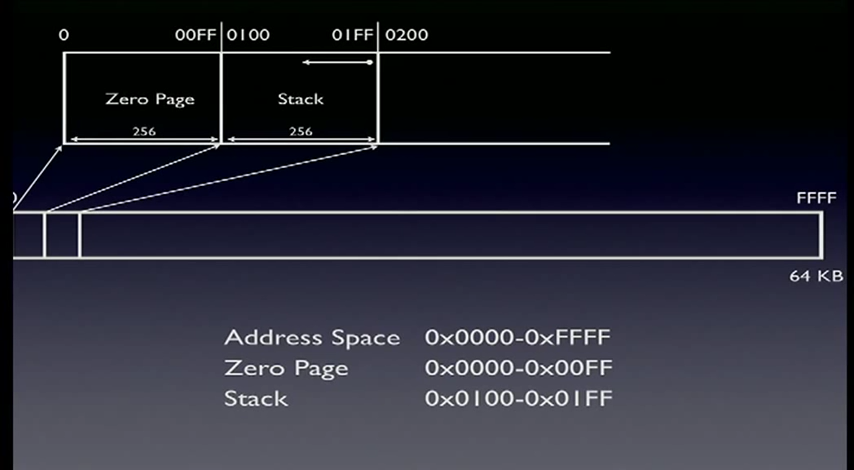 0 00FF 0100 01FF 0200
Zero Page Stack
256 256
0 FFFF
64 KB
Address Space 0x0000-0xFFFF
Zero Page 0x0000-0x00FF
Stack 0x0100-0x01FF